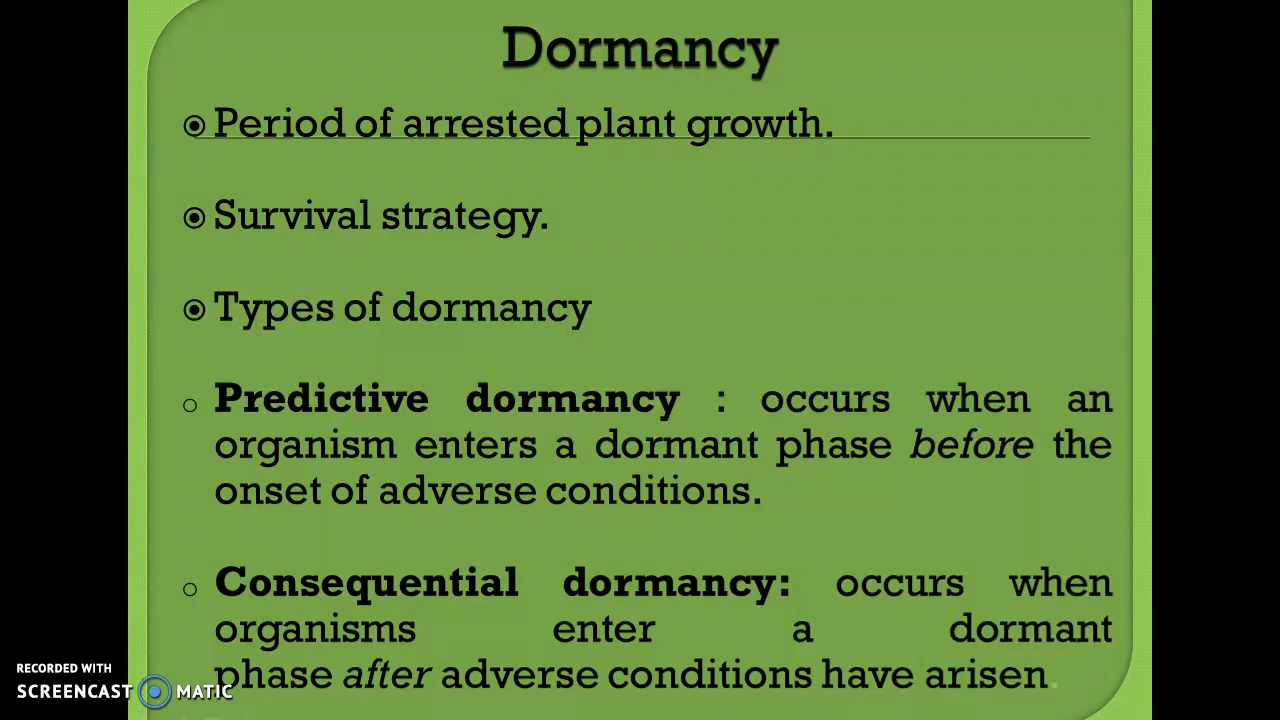 Dormancy
Period of arrested plant growth.
Survival strategy.
Types of dormancy
Predictive dormancy : occurs when an
organism enters a dormant phase before the
onset of adverse conditions.
Consequential dormancy: occurs when
organisms enter a dormant
phase after adverse conditions have arisen.
RECORDED WITH
SCREENCAST MATIC